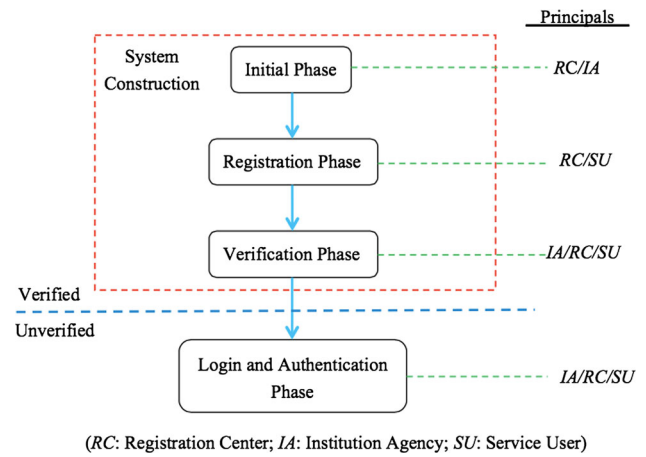 Principals
System
Construction
Initial Phase
RC/IA
Registration Phase
RC/SU
Verification Phase
IA/RC/SU
Verified
Unverified
Login and Authentication
Phase
IA/RC/SU
(RC: Registration Center; IA: Institution Agency; SU: Service User)